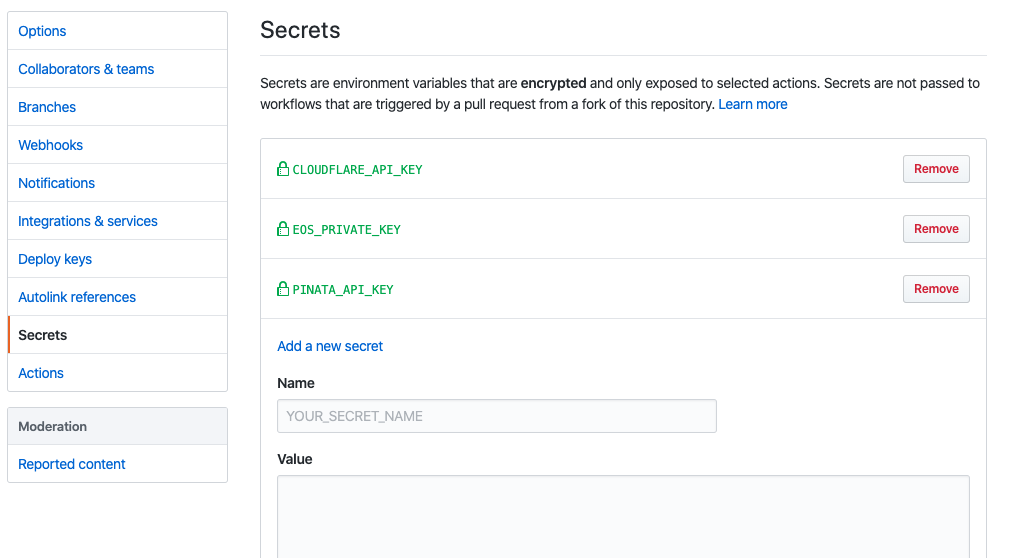 Options
Collaborators & teams
Branches
Webhooks
Notifications
Integrations & services
Deploy keys
Autolink references
Secrets
Actions
Moderation
Reported content
Secrets
Secrets are environment variables that are encrypted and only exposed to selected actions. Secrets are not passed to
workflows that are triggered by a pull request from a fork of this repository. Learn more
CLOUDFLARE_API_KEY Remove
EOS_PRIVATE_KEY Remove
PINATA_API_KEY Remove
Add a new secret
Name
YOUR_SECRET_NAME
Value